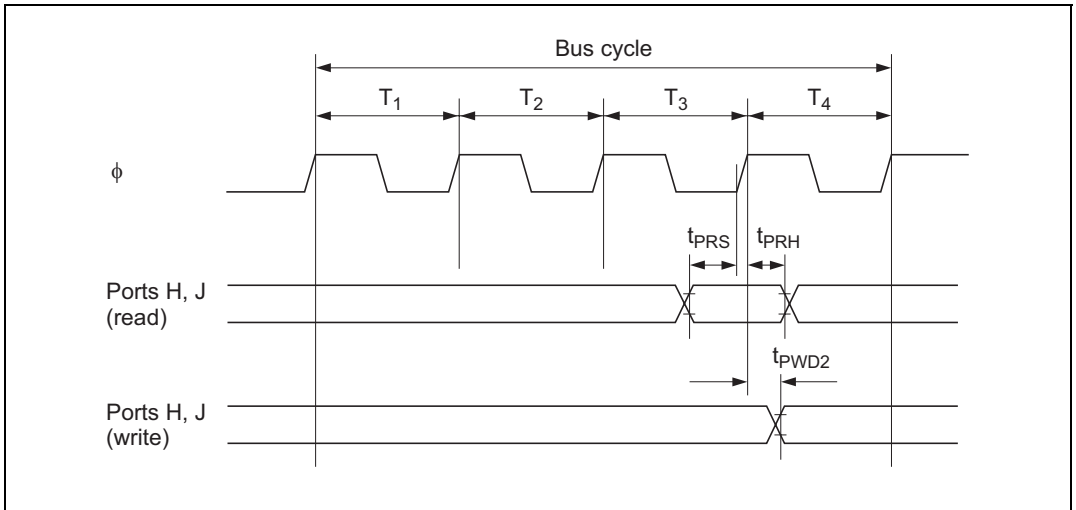 Bus cycle
T1 T2 T3 T4
ϕ
tPRS tPRH
Ports H, J
(read)
tPWD2
Ports H, J
(write)